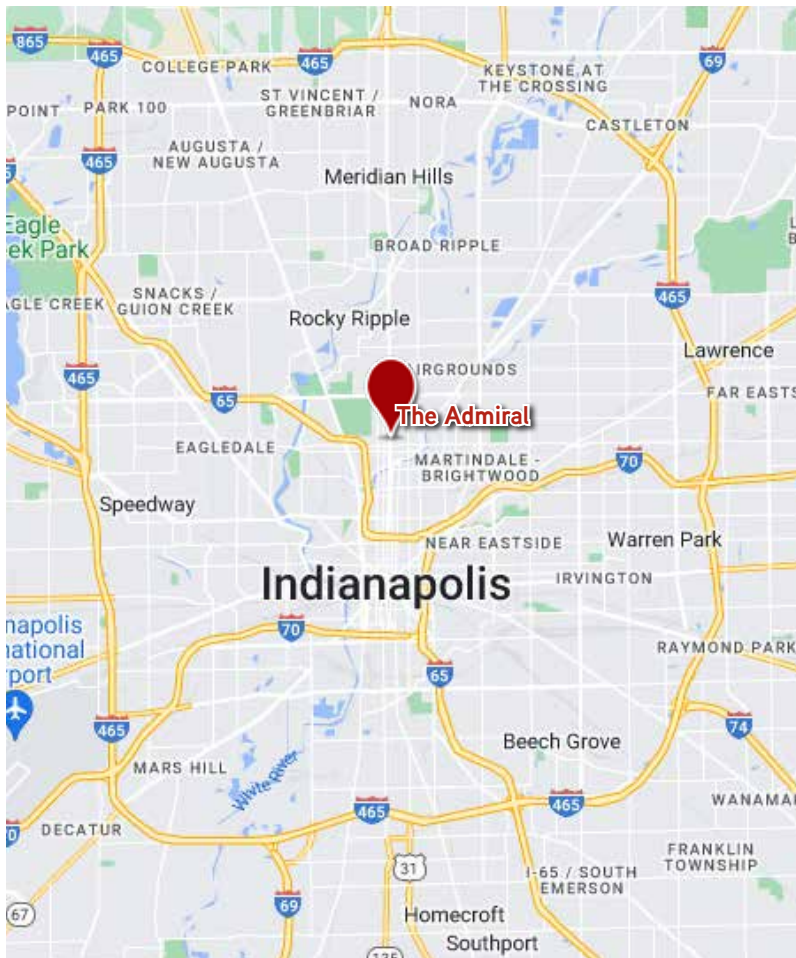 865
465
COLLEGE PARK
465
KEYSTONE AT
THE CROSSING
69
POINT
PARK 100
ST VINCENT /
GREENBRIAR
NORA
CASTLETON
AUGUSTA /
NEW AUGUSTA
465
Meridian Hills
Eagle
ek Park
BROAD RIPPLE
AGLE CREEK
SNACKS /
GUION CREEK
465
Rocky Ripple
Lawrence
465
IRGROUNDS
65
FAR EASTS
The Admiral
EAGLEDALE
MARTINDALE -
BRIGHTWOOD
70
Speedway
NEAR EASTSIDE
Warren Park
Indianapolis
IRVINGTON
napolis
national
port
70
RAYMOND PARK
65
465
74
Beech Grove
MARS HILL
White River
465
465
WANAMA
0
DECATUR
31
FRANKLIN
TOWNSHIP
I-65 / SOUTH
EMERSON
67
69
Homecroft
Southport
135